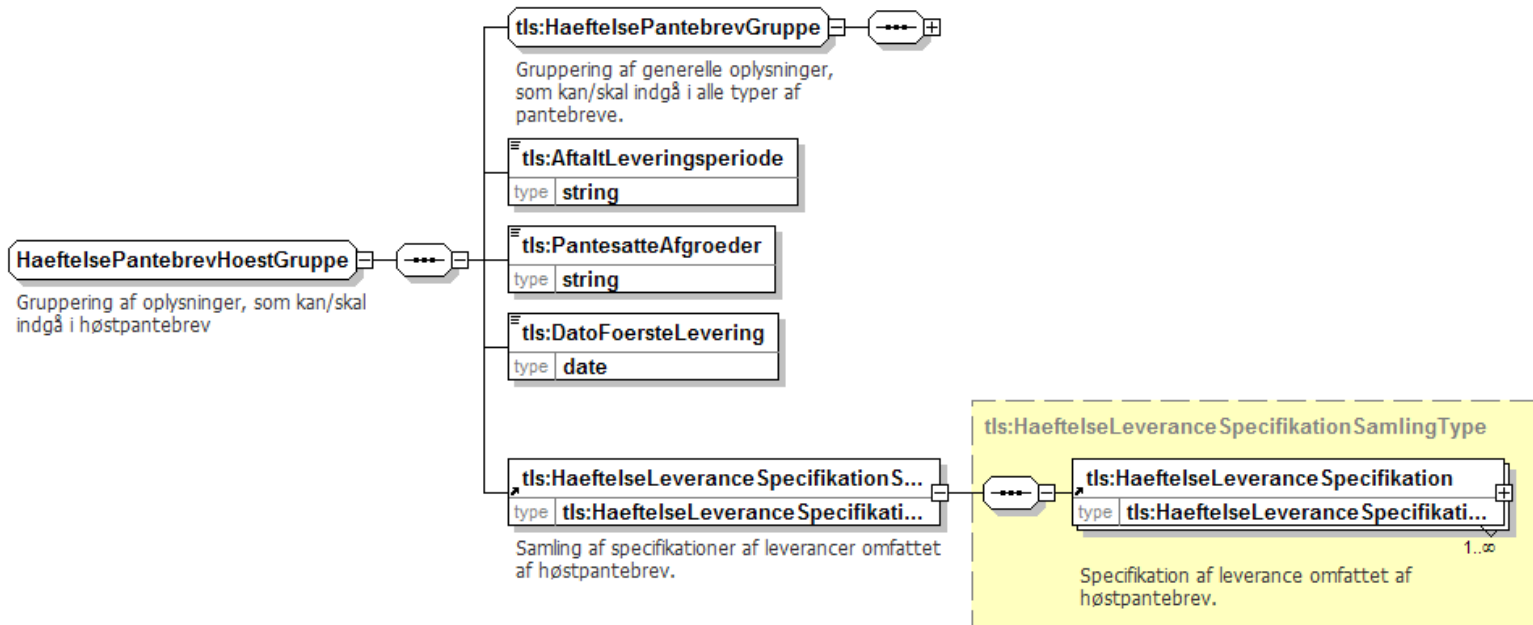 tls:HaeftelsePantebrevGruppe
Gruppering af generelle oplysninger,
som kan/skal indgå i alle typer af
pantebreve.
tls:AftaltLeveringsperiode
type string
HaeftelsePantebrevHoestGruppe
Gruppering af oplysninger, som kan/skal
indgå i høstpantebrev
tls:PantesatteAfgroeder
type string
tls:DatoFoersteLevering
type date
tls:HaeftelseLeveranceSpecifikationS...
type tls:HaeftelseLeveranceSpecifikati...
Samling af specifikationer af leverancer omfattet
af høstpantebrev.
tls:HaeftelseLeveranceSpecifikationSamlingType
tls:HaeftelseLeveranceSpecifikation
type tls:HaeftelseLeveranceSpecifikati...
1..∞
Specifikation af leverance omfattet af
høstpantebrev.